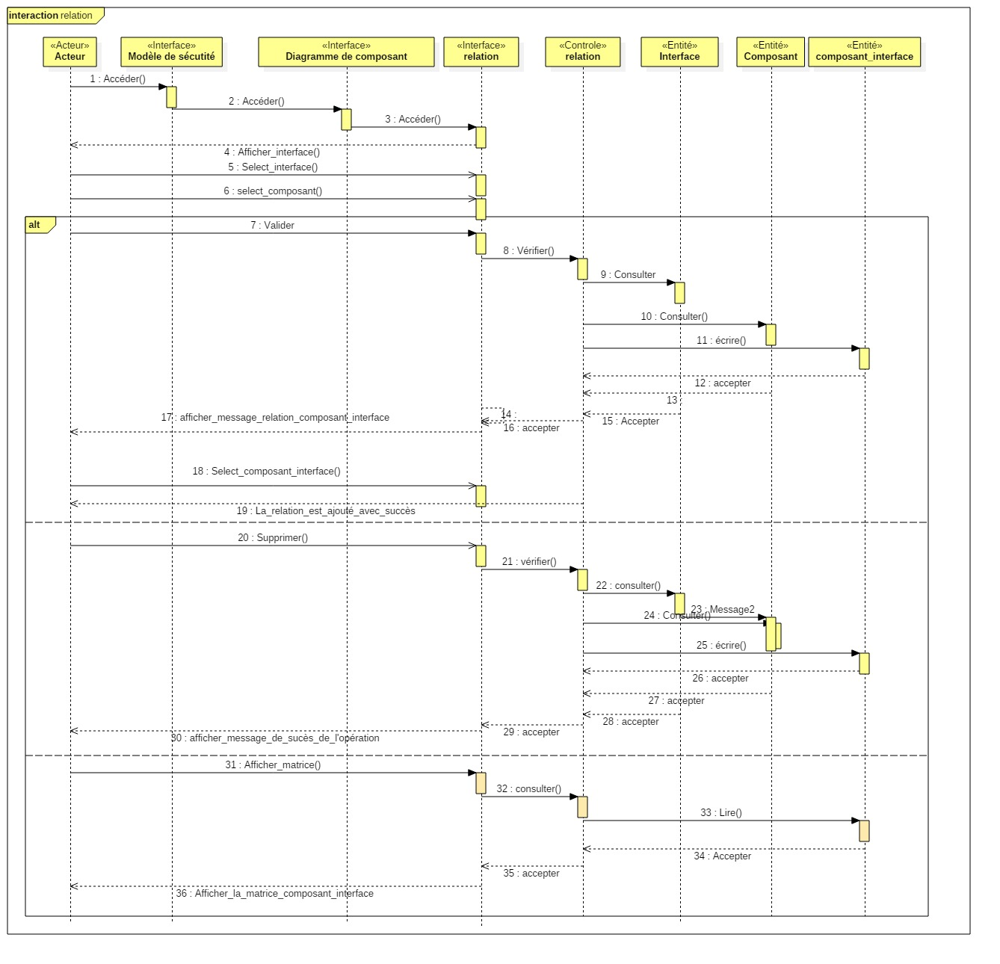 interaction relation
«Acteur»
Acteur
«Interface»
Modèle de sécutité
«Interface»
Diagramme de composant
«Interface»
relation
«Controle»
relation
«Entité»
Interface
«Entité»
Composant
«Entité»
composant_interface
1 : Accéder()
2 : Accéder()
3 : Accéder()
4 : Afficher_interface()
5 : Select_interface()
6 : select_composant()
alt
7 : Valider
8 : Vérifier()
9 : Consulter
10 : Consulter()
11 : écrire()
12 : accepter
13 :
14 :
15 : Accepter
16 : accepter
17 : afficher_message_relation_composant_interface
18 : Select_composant_interface()
19 : La_relation_est_ajouté_avec_succès
20 : Supprimer()
21 : vérifier()
22 : consulter()
23 : Message2
24 : Consulter()
25 : écrire()
26 : accepter
27 : accepter
28 : accepter
29 : accepter
30 : afficher_message_de_sucès_de_l'opération
31 : Afficher_matrice()
32 : consulter()
33 : Lire()
34 : Accepter
35 : accepter
36 : Afficher_la_matrice_composant_interface